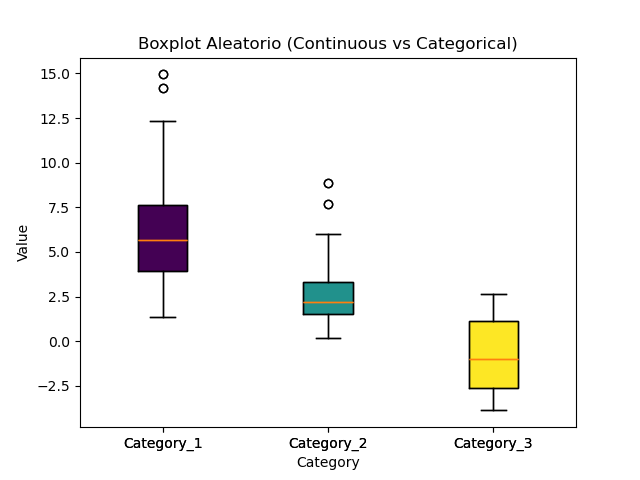 Boxplot Aleatorio (Continuous vs Categorical)
15.0
12.5
10.0
7.5
5.0
2.5
0.0
−2.5
Value
Category_1 Category_2 Category_3
Category